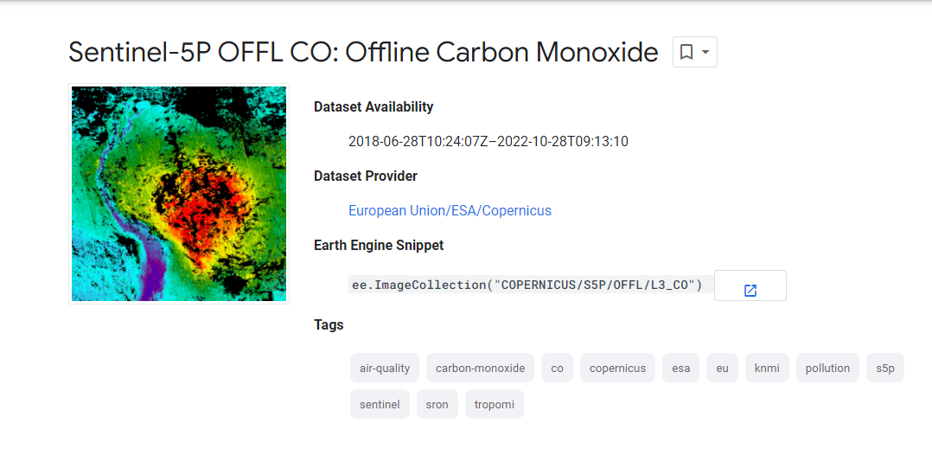 Sentinel-5P OFFL CO: Offline Carbon Monoxide
Dataset Availability
2018-06-28T10:24:07Z–2022-10-28T09:13:10
Dataset Provider
European Union/ESA/Copernicus
Earth Engine Snippet
ee.ImageCollection("COPERNICUS/S5P/OFFL/L3_CO")
Tags
air-quality carbon-monoxide co copernicus esa eu knmi pollution s5p
sentinel sron tropomi